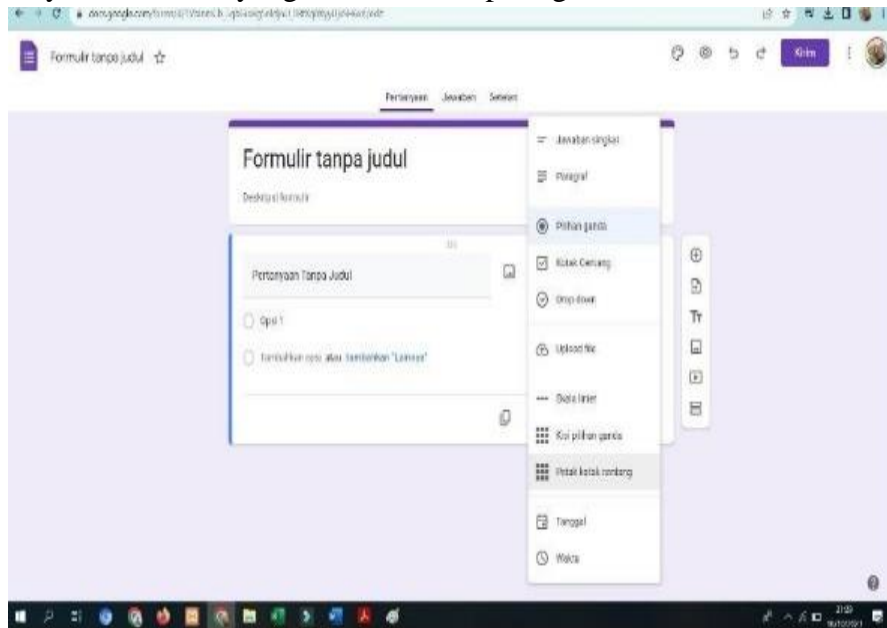 Formulir tanpa judul
Kirim
Pertanyaan Jawaban Setelan
Formulir tanpa judul
Deskripsi formulir
Pertanyaan Tanpa Judul
Opsi 1
Tambahkan opsi atau tambahkan "Lainnya"
Jawaban singkat
Paragraf
Pilihan ganda
Kotak Centang
Drop-down
Upload file
Skala linier
Kisi pilihan ganda
Petak kotak centang
Tanggal
Waktu